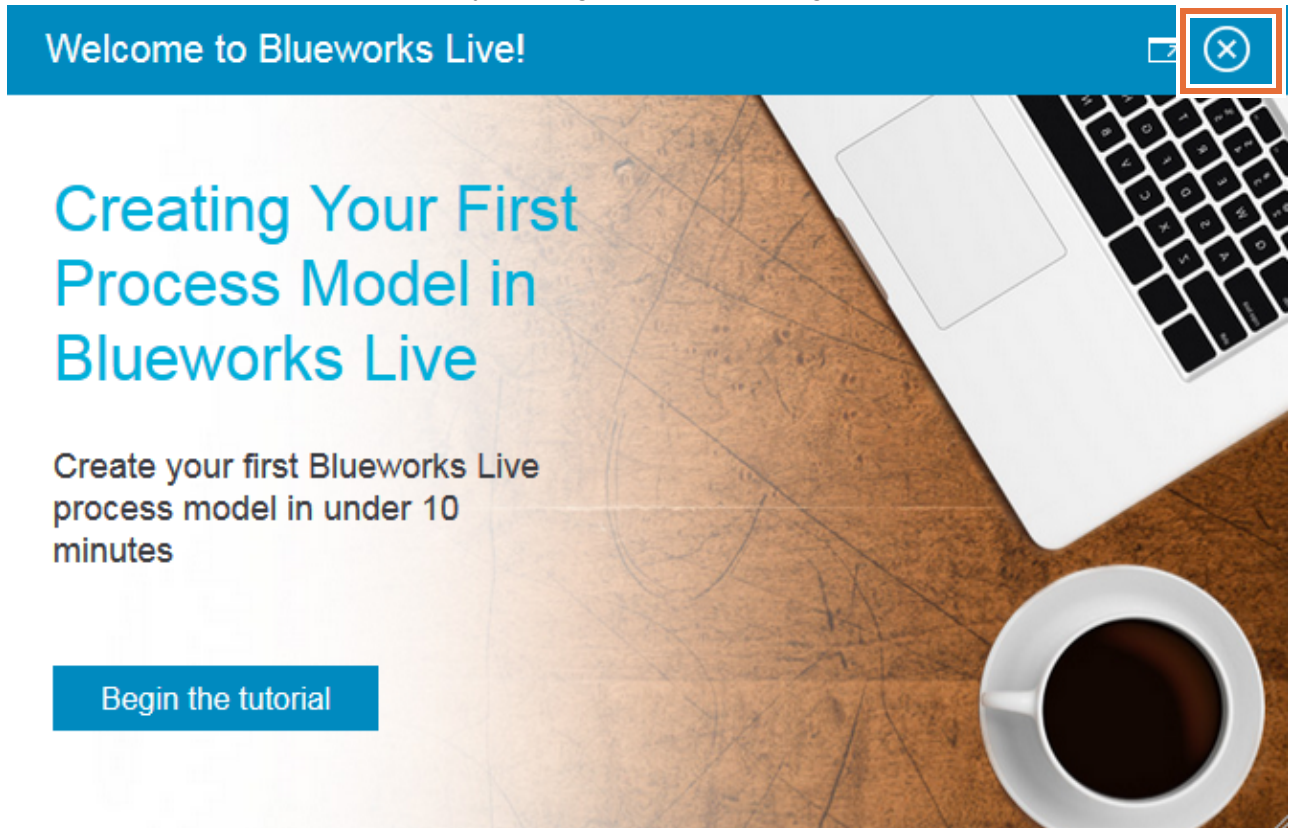 Welcome to Blueworks Live!
Creating Your First
Process Model in
Blueworks Live
Create your first Blueworks Live
process model in under 10
minutes
Begin the tutorial